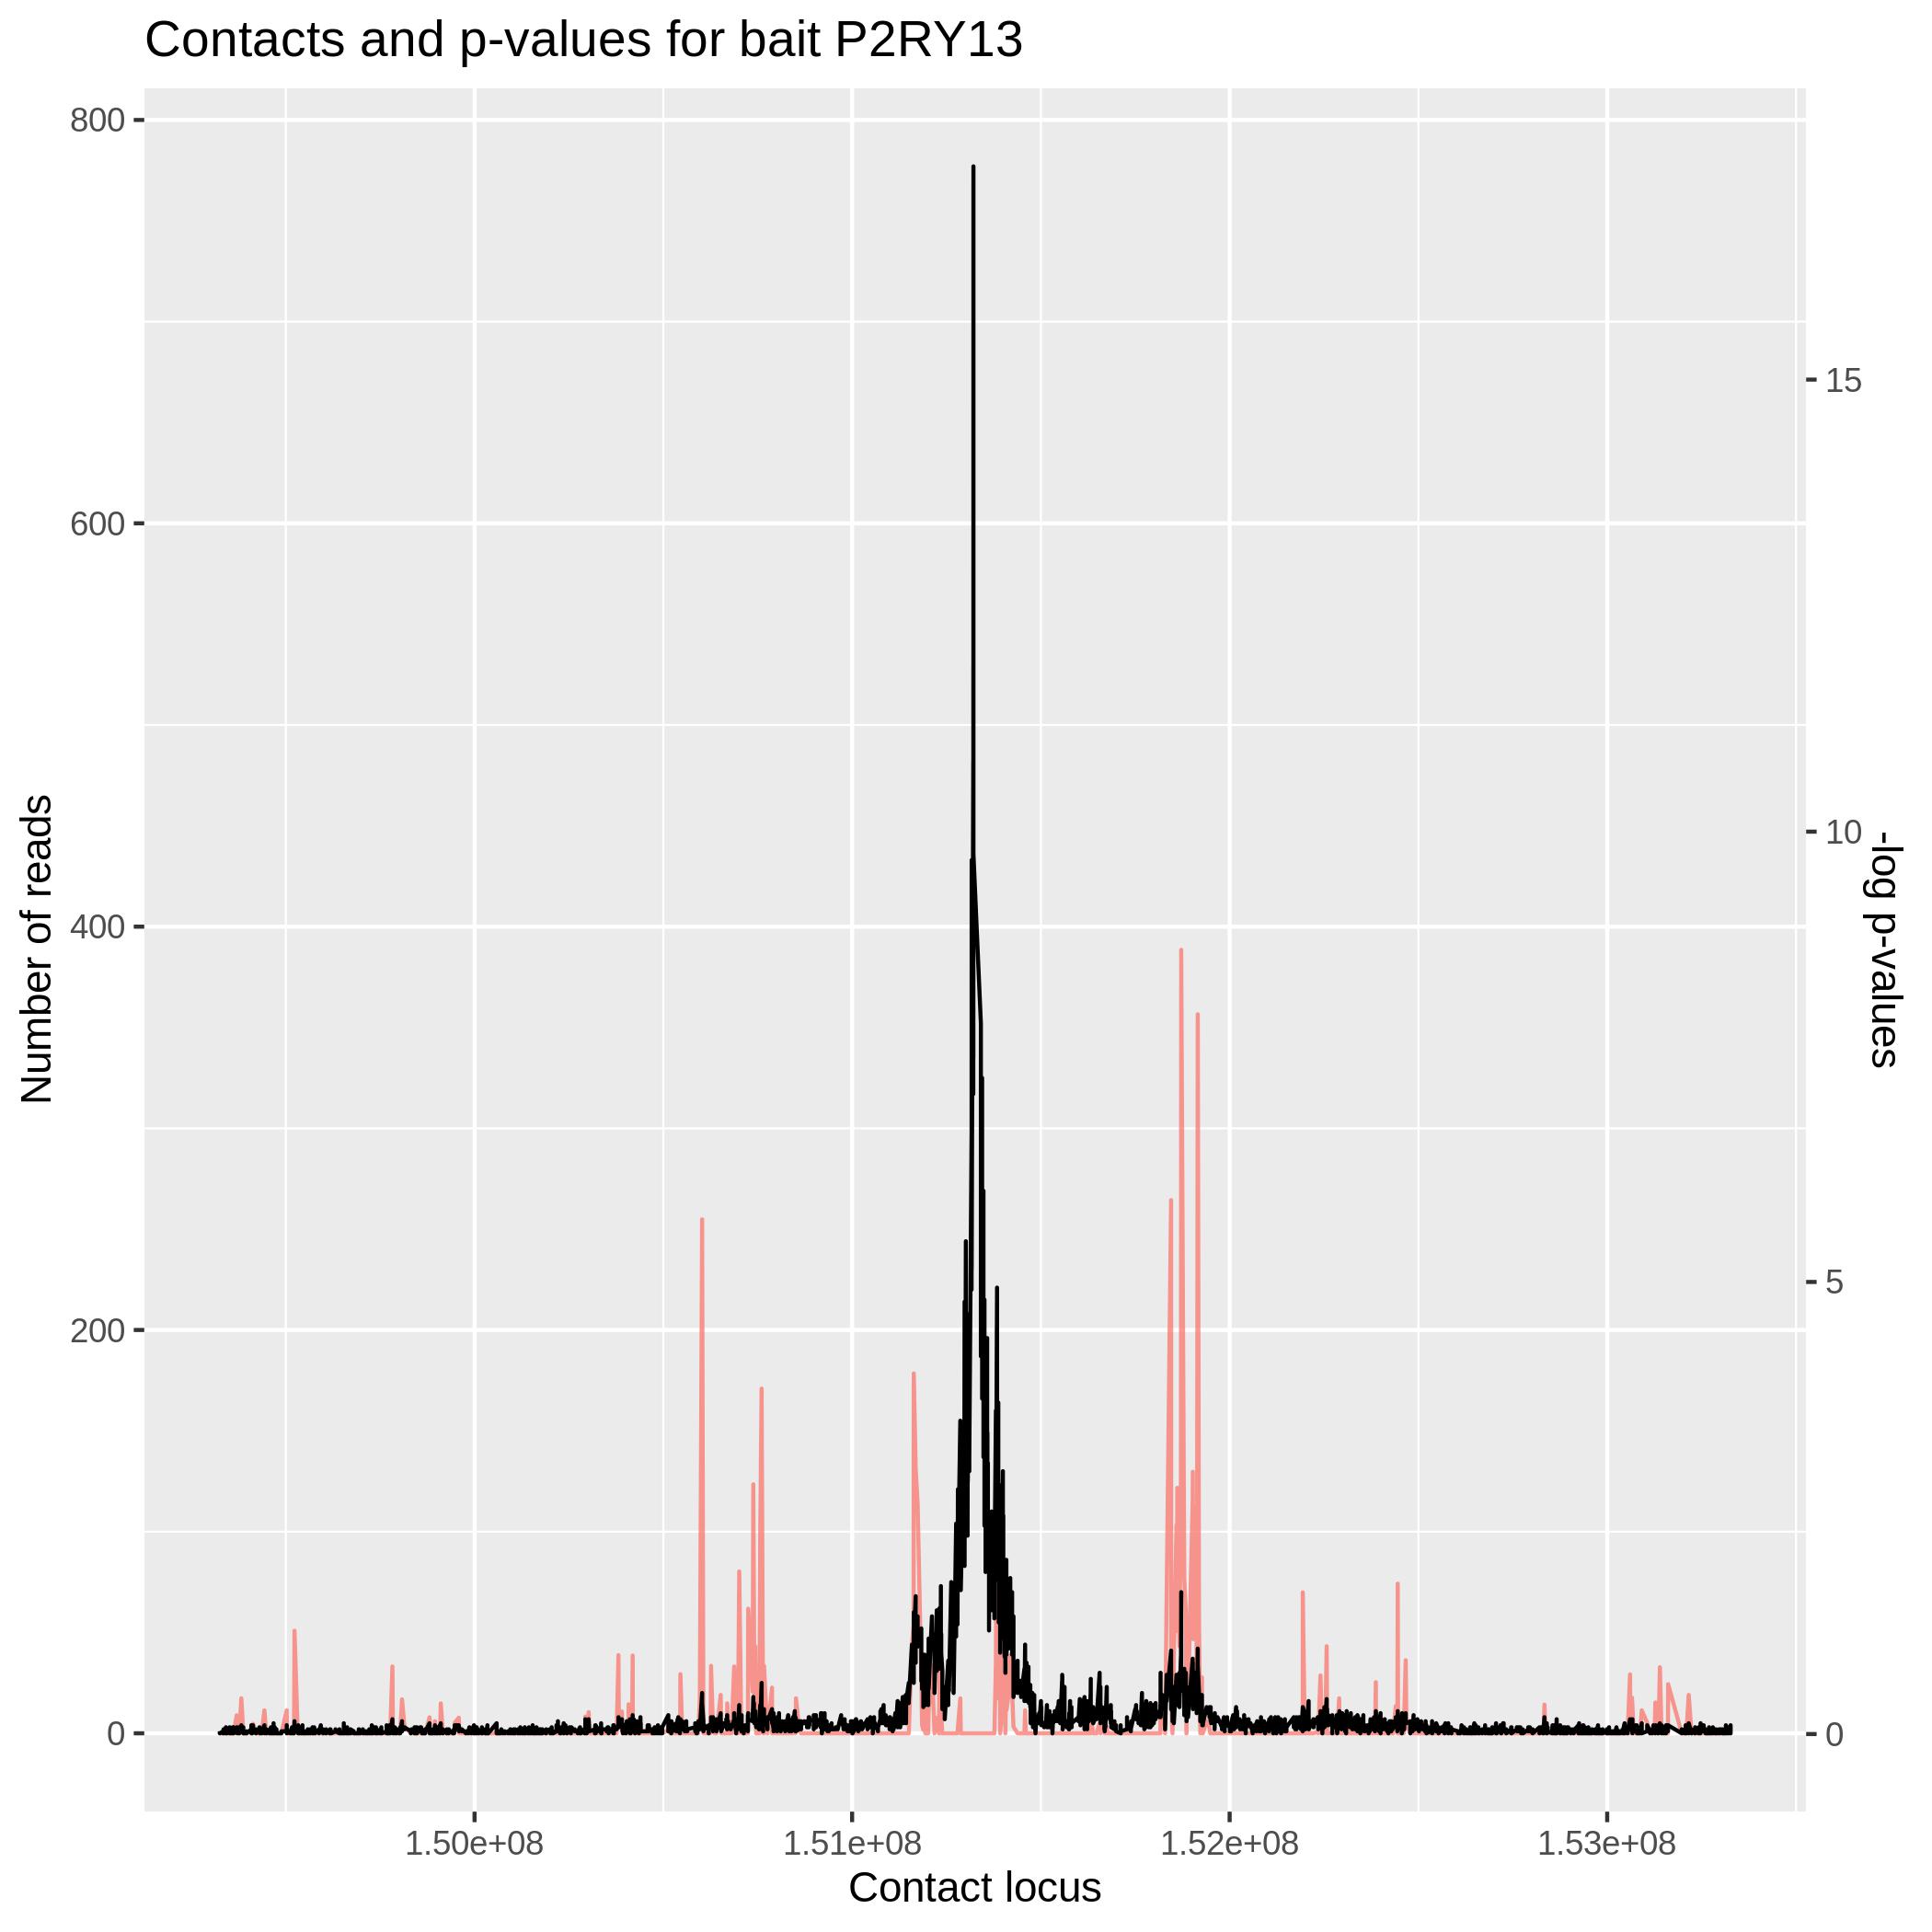 Contacts and p-values for bait P2RY13
800
600
400
200
0
Number of reads
15
10
5
0
-log p-values
1.50e+08
1.51e+08
1.52e+08
1.53e+08
Contact locus